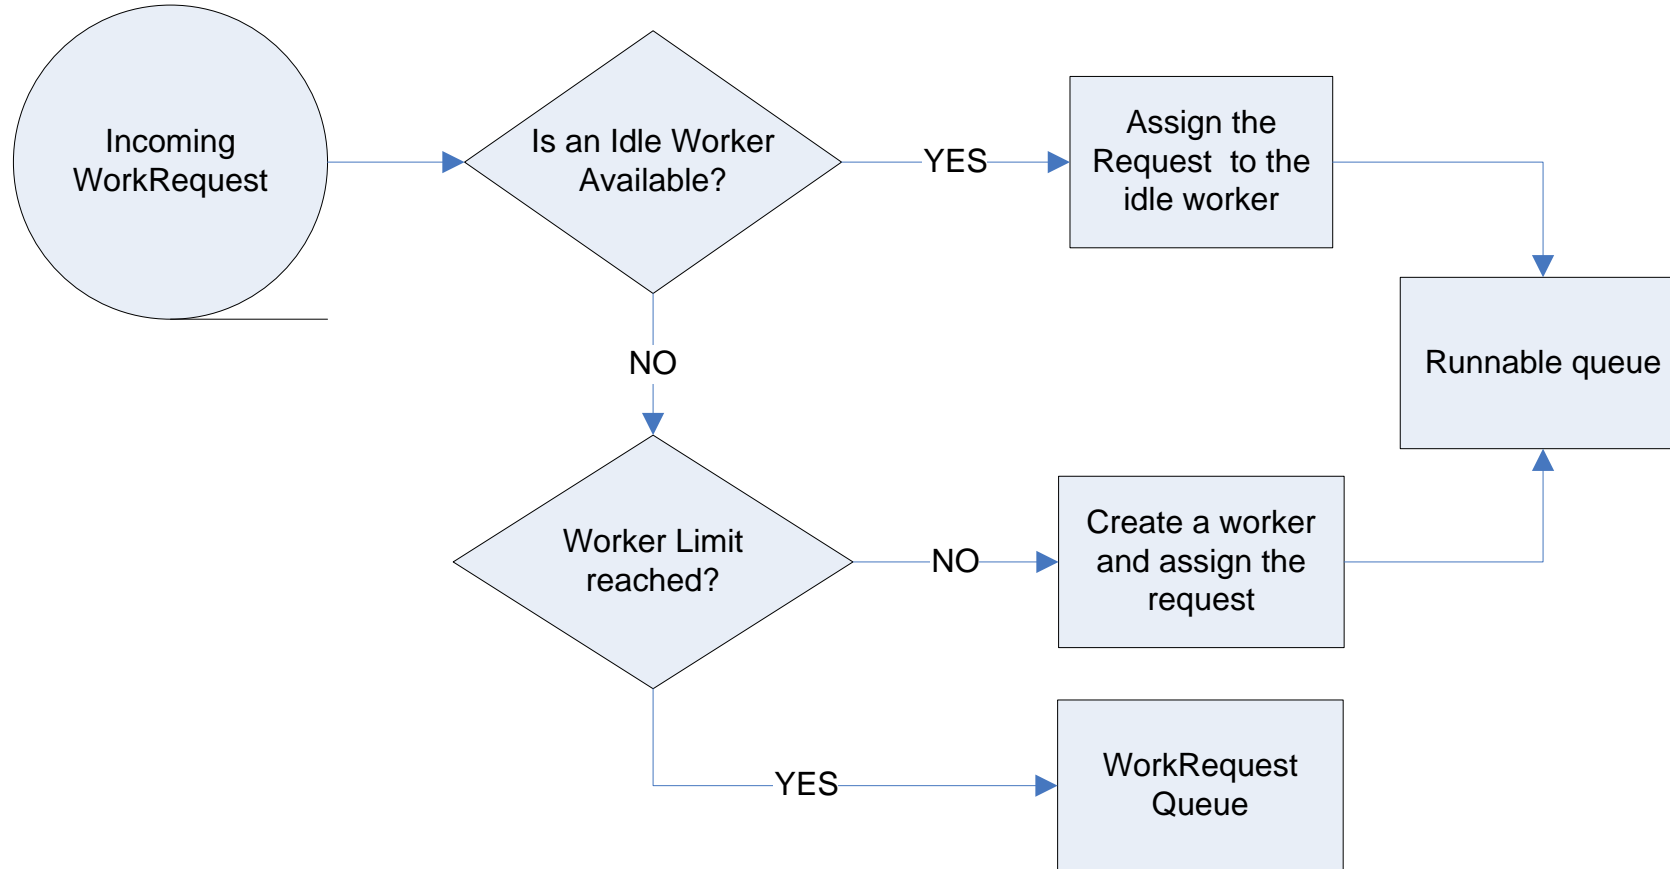 Incoming
WorkRequest
Is an Idle Worker
Available?
YES
Assign the
Request to the
idle worker
NO
Runnable queue
Worker Limit
reached?
NO
Create a worker
and assign the
request
YES
WorkRequest
Queue